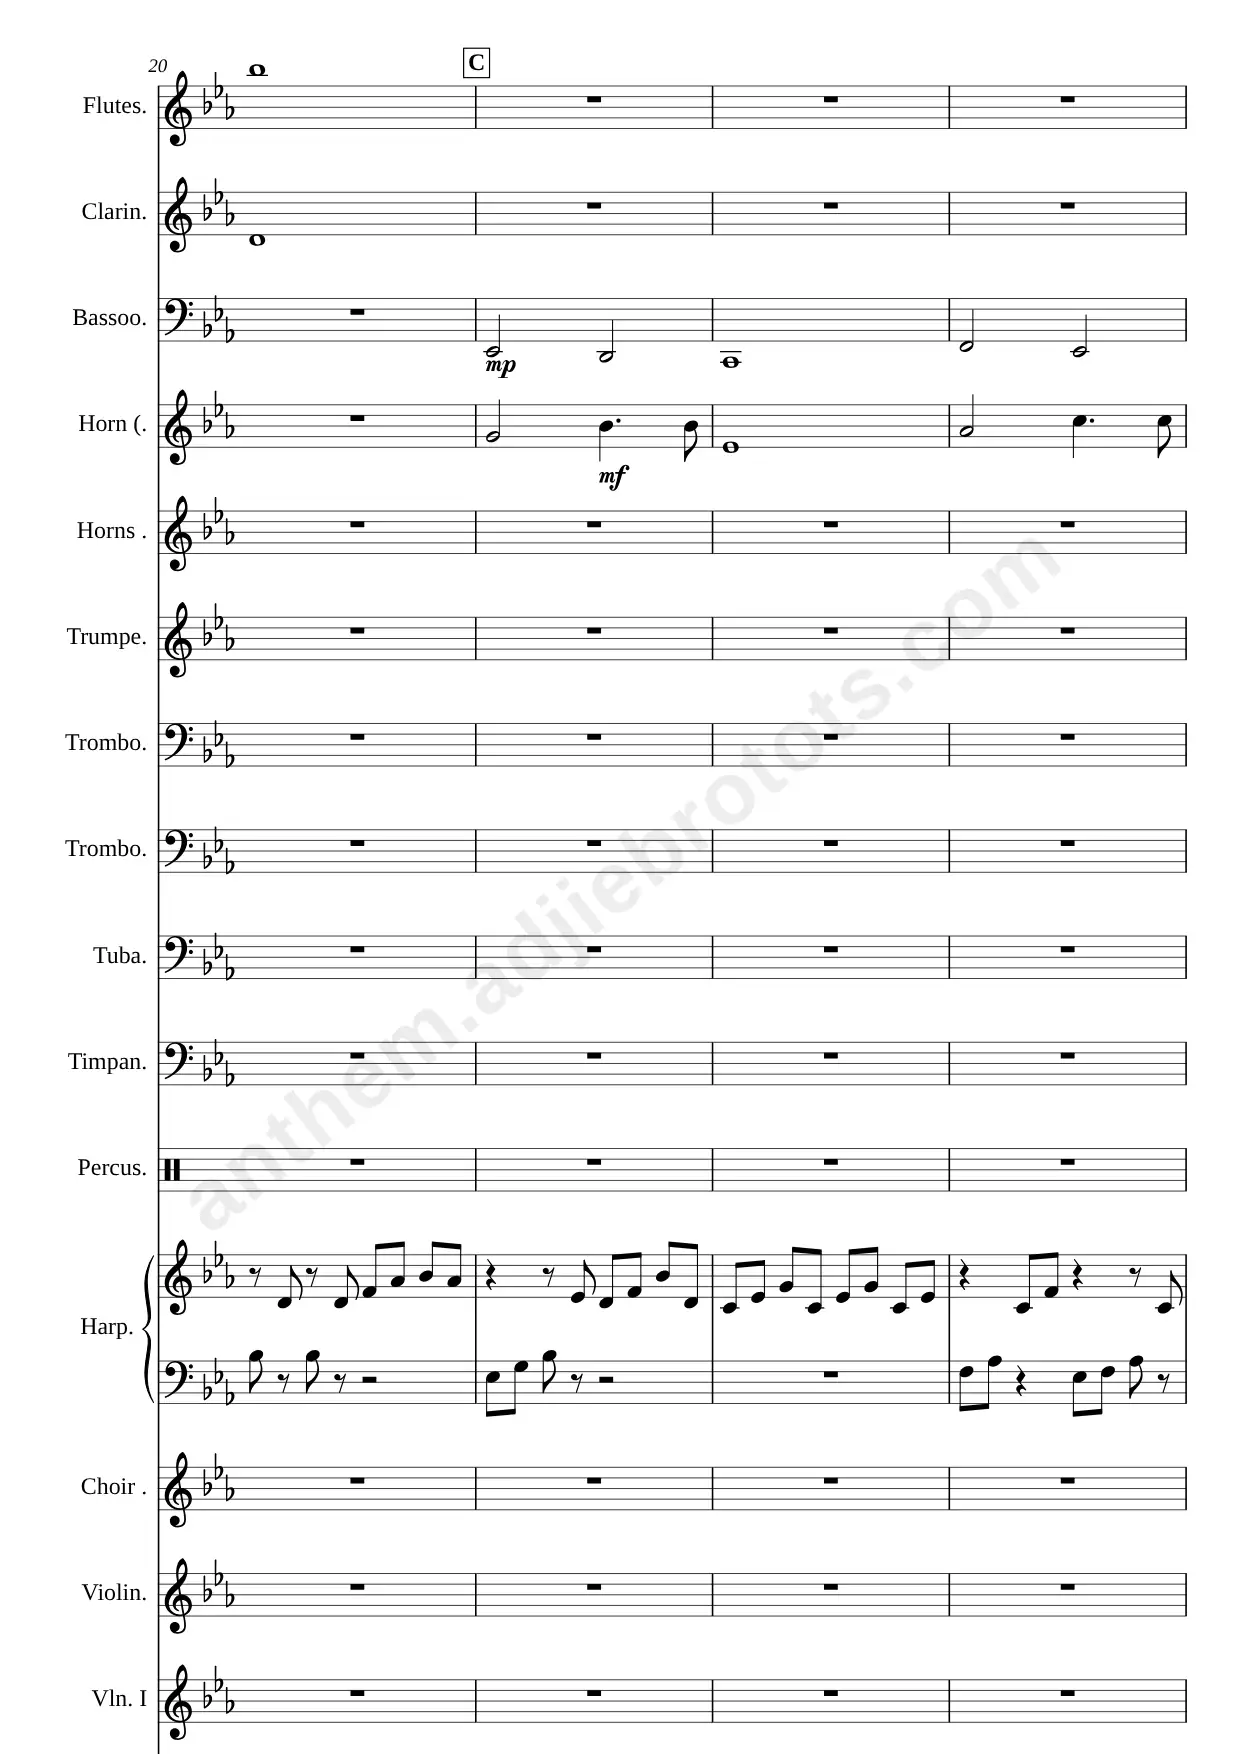 20
C
Flutes.
Clarin.
Bassoo.
mp
Horn (.
mf
Horns .
Trumpe.
Trombo.
Trombo.
Tuba.
Timpan.
Percus.
Harp.
Choir .
Violin.
Vln. I
anthem.adjiebrotots.com